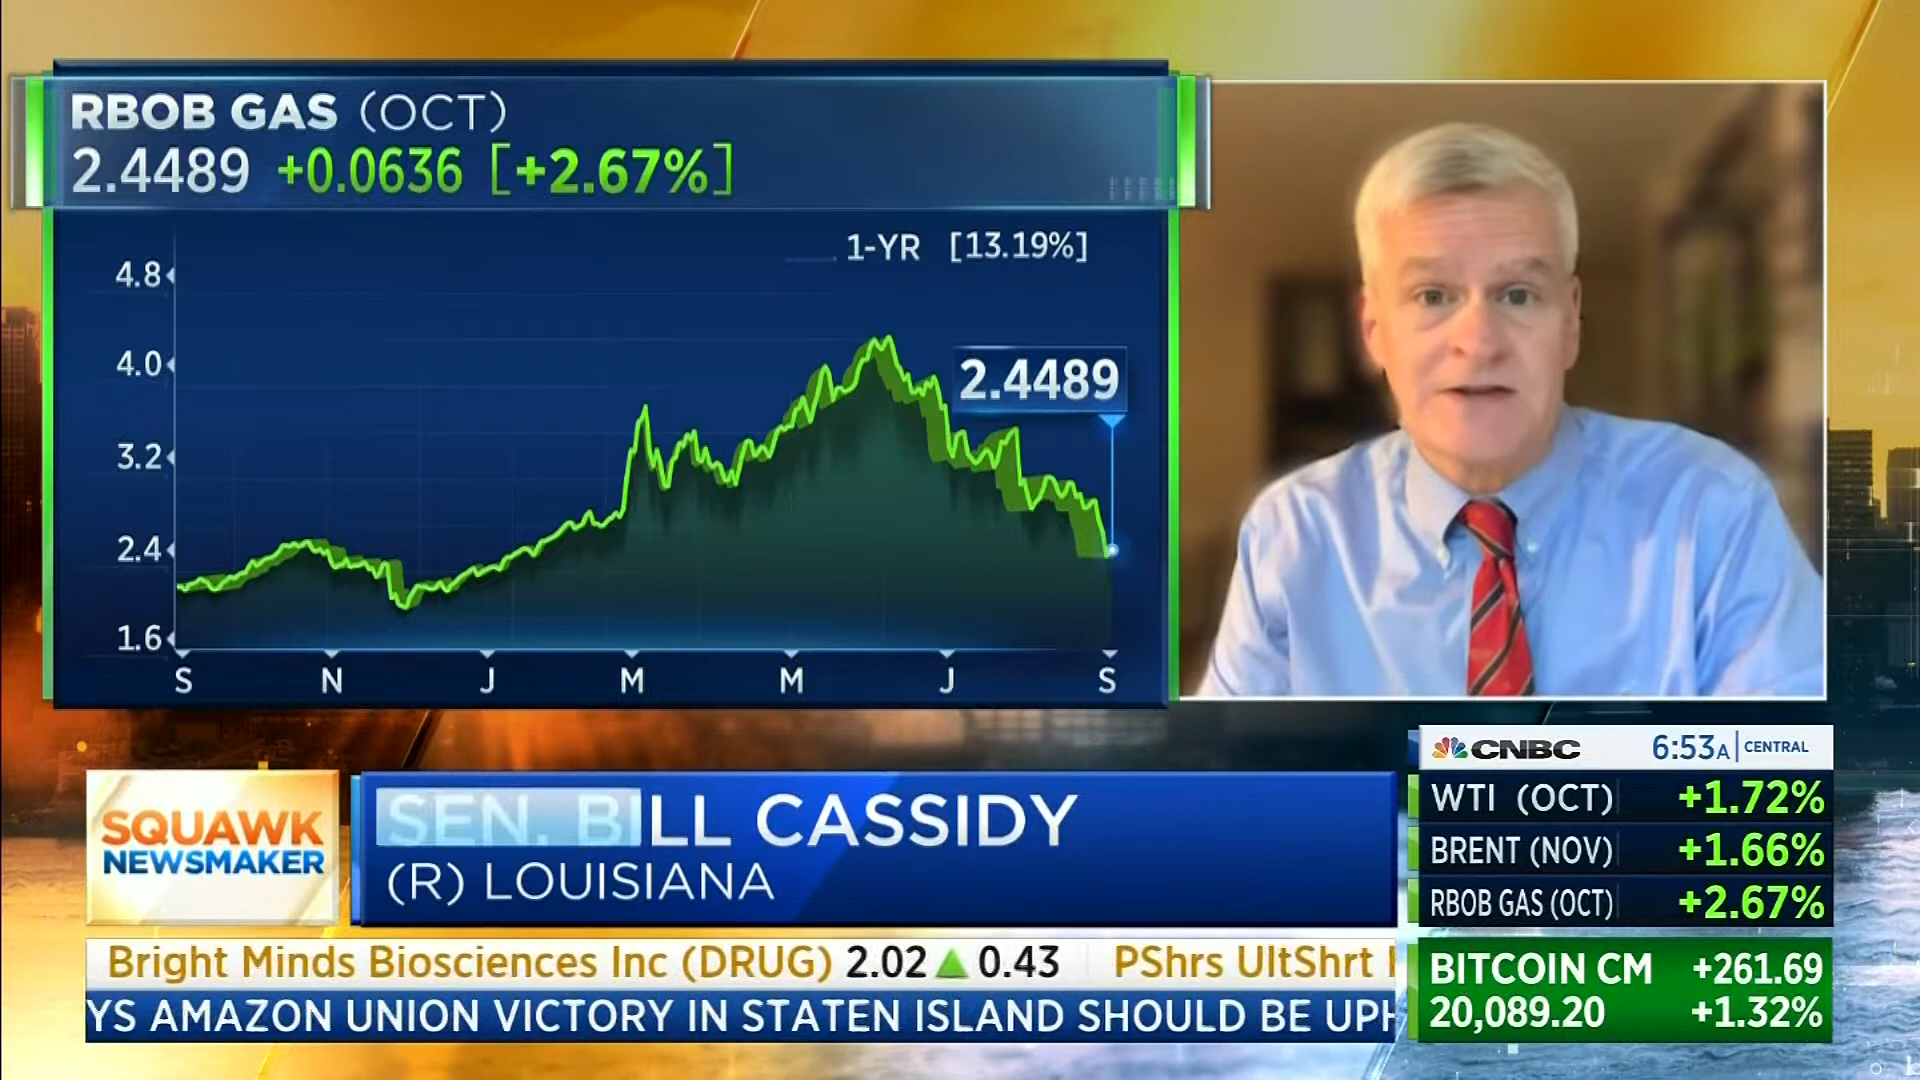 RBOB GAS (OCT)
2.4489 +0.0636 [+2.67%]
1-YR [13.19%]
4.8
4.0
3.2
2.4
1.6
2.4489
S N J M M J S
CNBC 6:53A CENTRAL
WTI (OCT) +1.72%
BRENT (NOV) +1.66%
RBOB GAS (OCT) +2.67%
BITCOIN CM +261.69
20,089.20 +1.32%
SQUAWK
NEWSMAKER
SEN. BILL CASSIDY
(R) LOUISIANA
Bright Minds Biosciences Inc (DRUG) 2.02 ▲ 0.43 PShrs UltShrt
YS AMAZON UNION VICTORY IN STATEN ISLAND SHOULD BE UPH